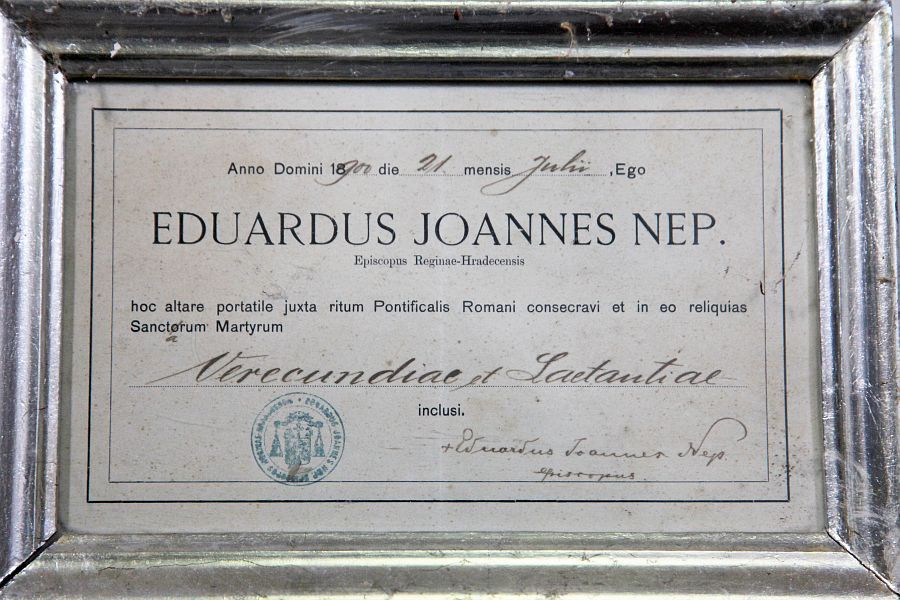 Anno Domini 1900 die 21. mensis Julii, Ego
EDUARDUS JOANNES NEP.
Episcopus Reginae-Hradecensis
hoc altare portatile juxta ritum Pontificalis Romani consecravi et in eo reliquias
Sanctorum Martyrum
a
Verecundiae et Laetantiae
inclusi.
+Eduardus Joannes Nep.
episcopus.